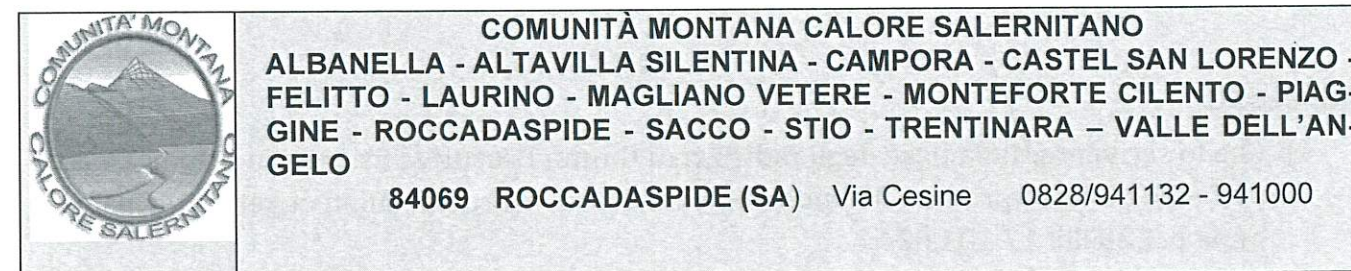 COMUNITA' MONTANA
CALORE SALERNITANO
COMUNITÀ MONTANA CALORE SALERNITANO
ALBANELLA - ALTAVILLA SILENTINA - CAMPORA - CASTEL SAN LORENZO -
FELITTO - LAURINO - MAGLIANO VETERE - MONTEFORTE CILENTO - PIAG-
GINE - ROCCADASPIDE - SACCO - STIO - TRENTINARA – VALLE DELL'AN-
GELO
84069 ROCCADASPIDE (SA) Via Cesine 0828/941132 - 941000